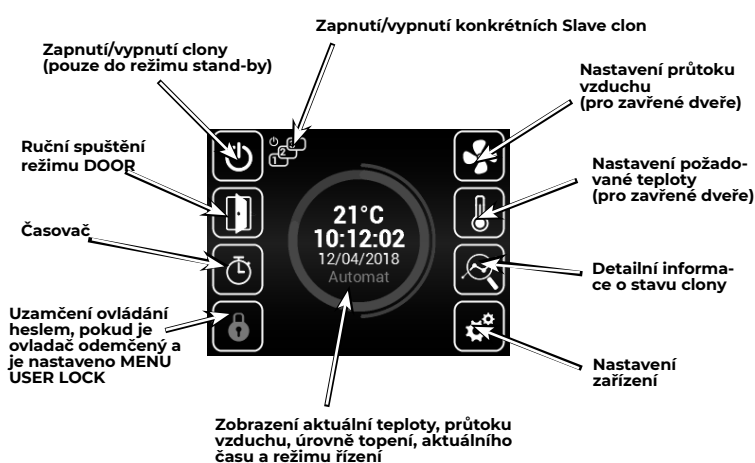 Zapnutí/vypnutí konkrétních Slave clon
Zapnutí/vypnutí clony
(pouze do režimu stand-by)
Nastavení průtoku
vzduchu
(pro zavřené dveře)
Ruční spuštění
režimu DOOR
Nastavení požado-
vané teploty
(pro zavřené dveře)
Časovač
1
2
21°C
10:12:02
12/04/2018
Automat
Detailní informa-
ce o stavu clony
Uzamčení ovládání
heslem, pokud je
ovladač odemčený a
je nastaveno MENU
USER LOCK
Nastavení
zařízení
Zobrazení aktuální teploty, průtoku
vzduchu, úrovně topení, aktuálního
času a režimu řízení